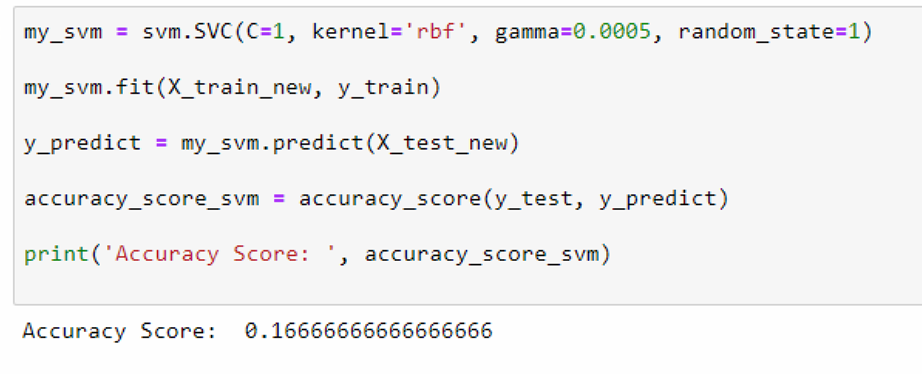 my_svm = svm.SVC(C=1, kernel='rbf', gamma=0.0005, random_state=1)
my_svm.fit(X_train_new, y_train)
y_predict = my_svm.predict(X_test_new)
accuracy_score_svm = accuracy_score(y_test, y_predict)
print('Accuracy Score: ', accuracy_score_svm)
Accuracy Score:  0.16666666666666666